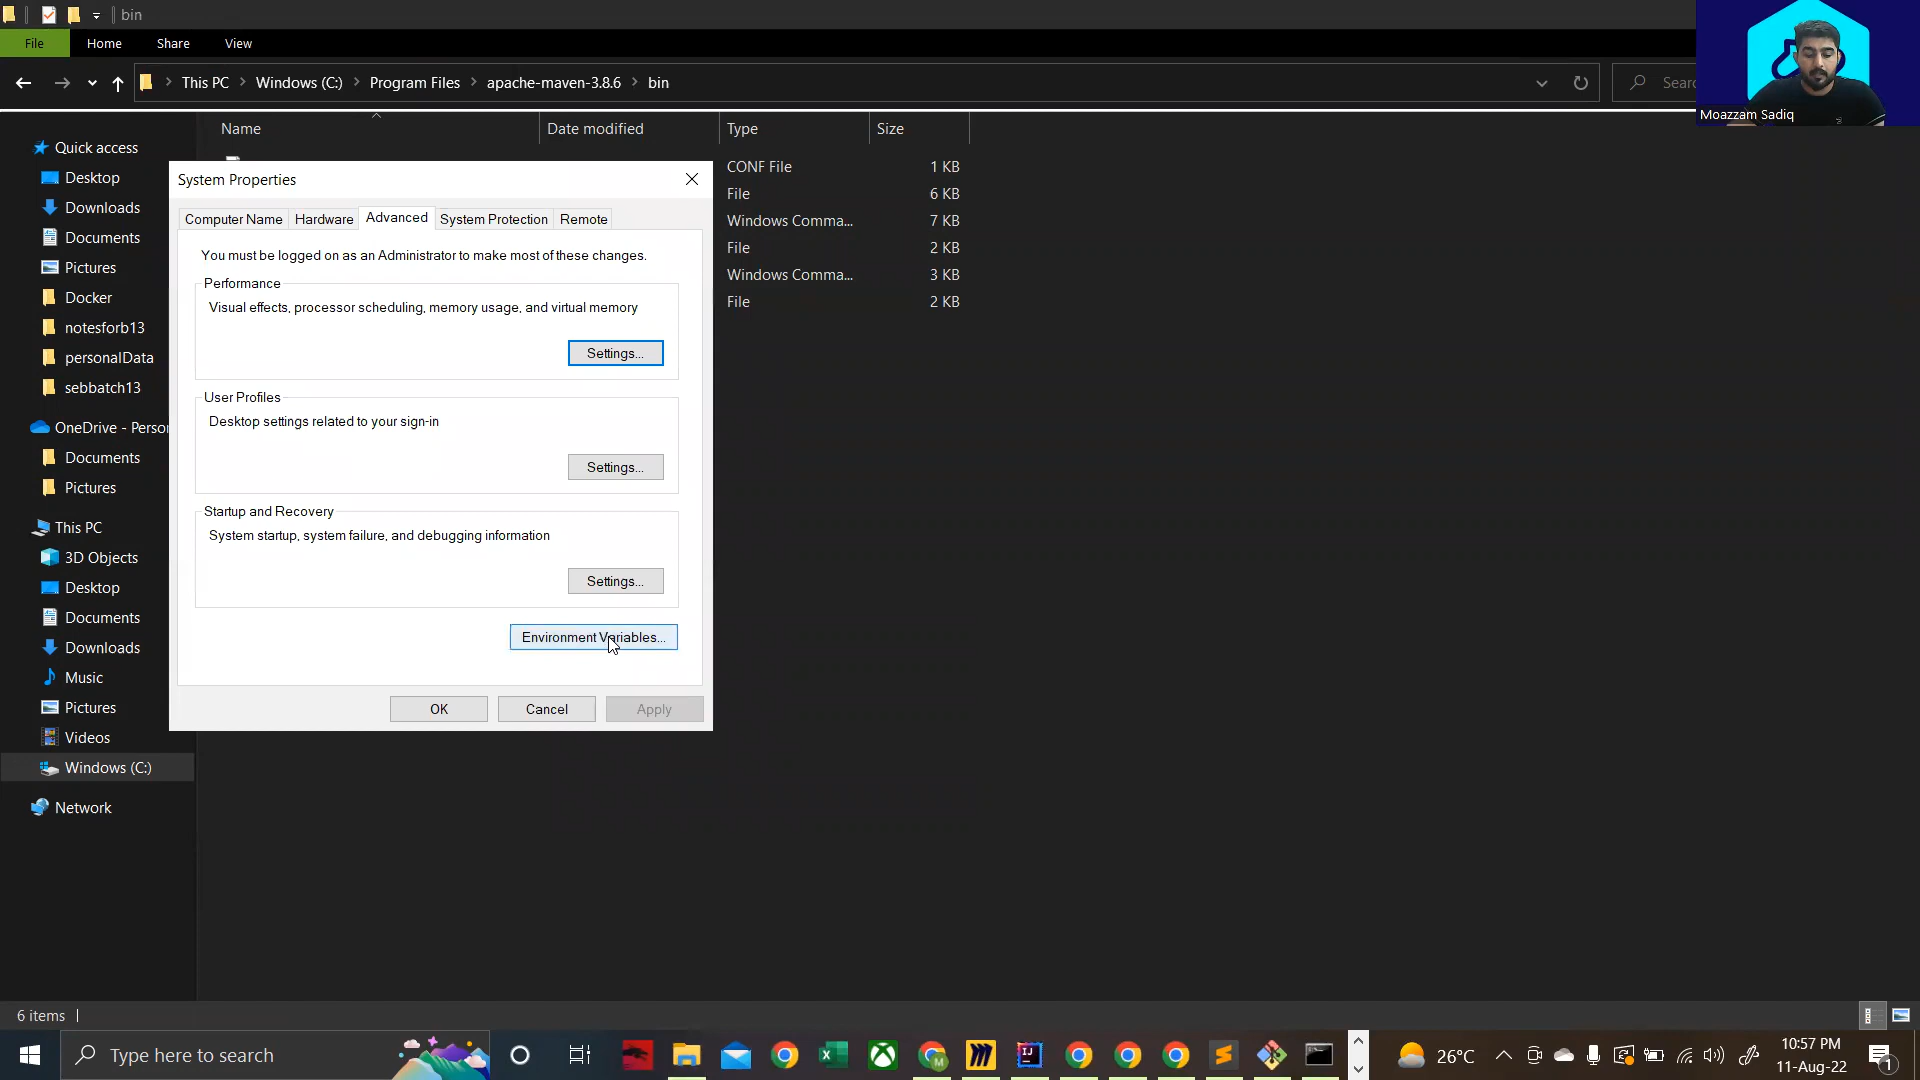 bin
File Home Share View
This PC Windows (C:) Program Files apache-maven-3.8.6 bin
Moazzam Sadiq
Name Date modified Type Size
Quick access
Desktop
Downloads
Documents
Pictures
Docker
notesforb13
personalData
sebbatch13
OneDrive - Person
Documents
Pictures
This PC
3D Objects
Desktop
Documents
Downloads
Music
Pictures
Videos
Windows (C:)
Network
CONF File 1 KB
File 6 KB
Windows Comma... 7 KB
File 2 KB
Windows Comma... 3 KB
File 2 KB
System Properties
Computer Name Hardware Advanced System Protection Remote
You must be logged on as an Administrator to make most of these changes.
Performance
Visual effects, processor scheduling, memory usage, and virtual memory
Settings...
User Profiles
Desktop settings related to your sign-in
Settings...
Startup and Recovery
System startup, system failure, and debugging information
Settings...
Environment Variables...
OK Cancel Apply
6 items
Type here to search
26°C
10:57 PM
11-Aug-22
1